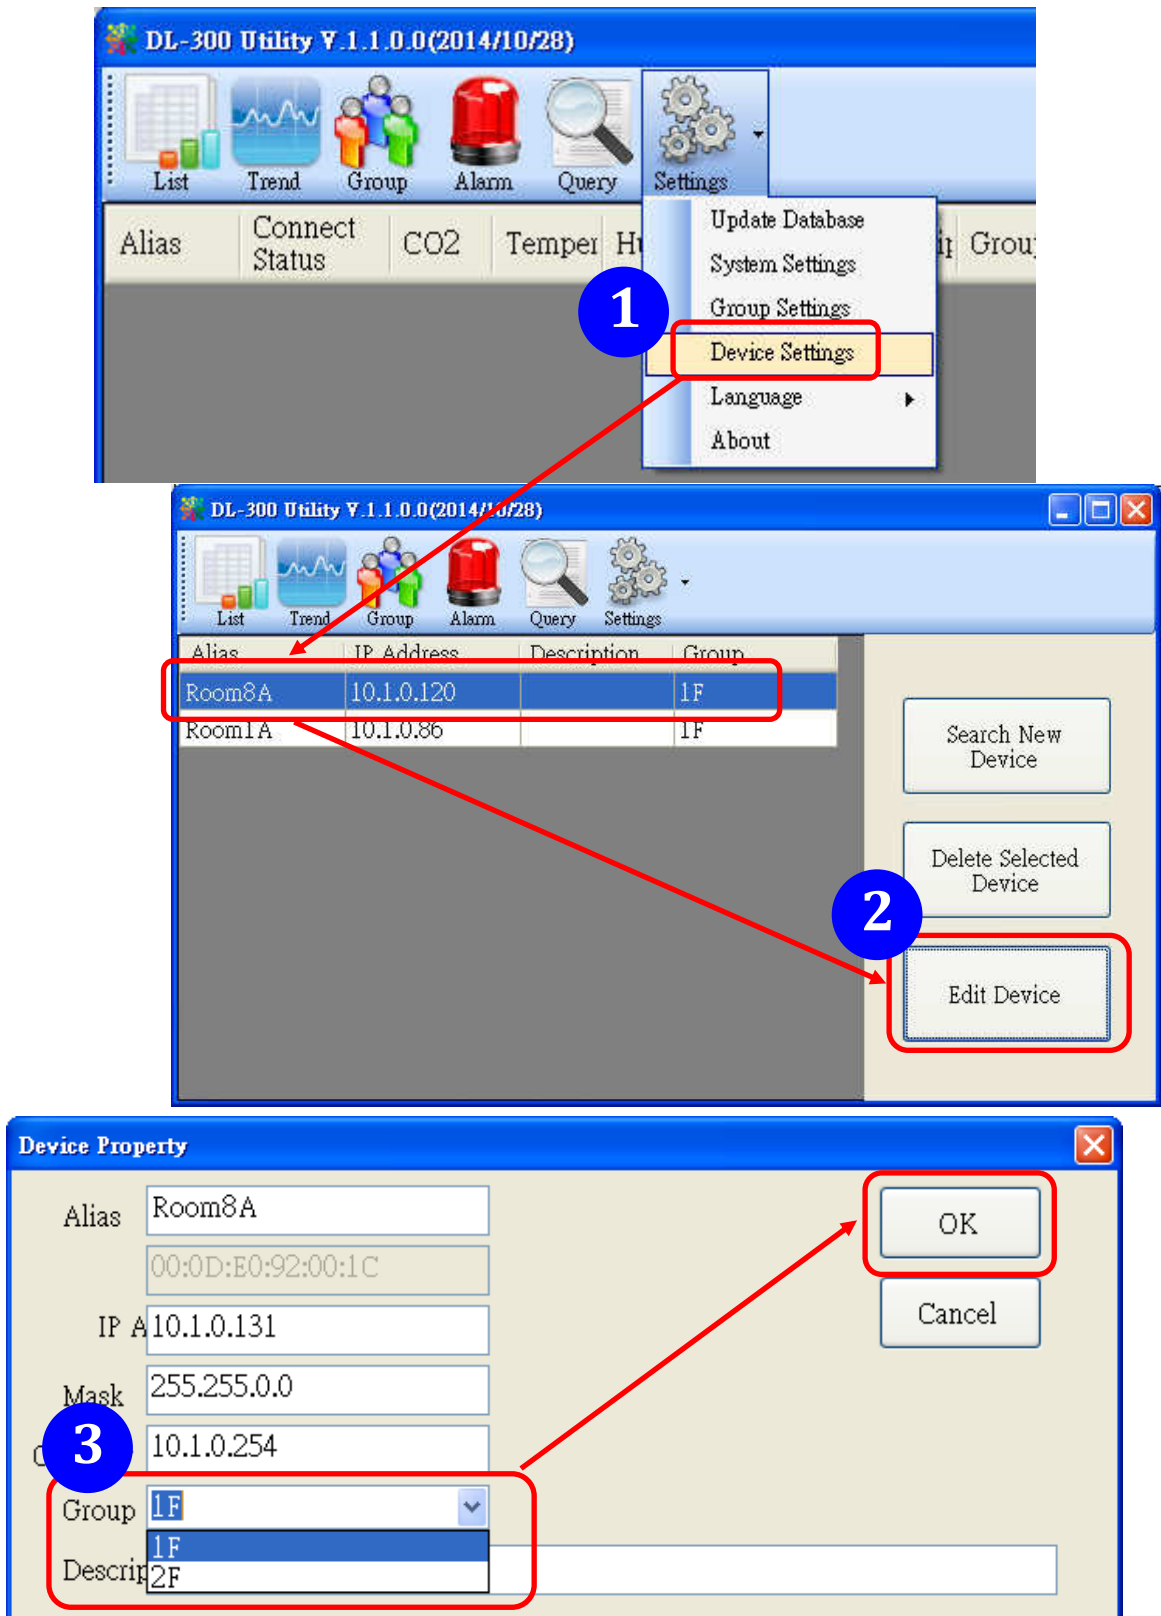 DL-300 Utility V.1.1.0.0(2014/10/28)
List Trend Group Alarm Query Settings
Alias Connect Status CO2 Temper Hu Grou
Update Database
System Settings
Group Settings
1
Device Settings
Language
About
DL-300 Utility V.1.1.0.0(2014/10/28)
List Trend Group Alarm Query Settings
Alias IP Address Description Group
Room8A 10.1.0.120 1F
Room1A 10.1.0.86 1F
Search New
Device
Delete Selected
Device
2
Edit Device
Device Property
Alias Room8A
OK
00:0D:E0:92:00:1C
IP A 10.1.0.131
Cancel
Mask 255.255.0.0
3
10.1.0.254
Group 1F
1F
Descrip
2F